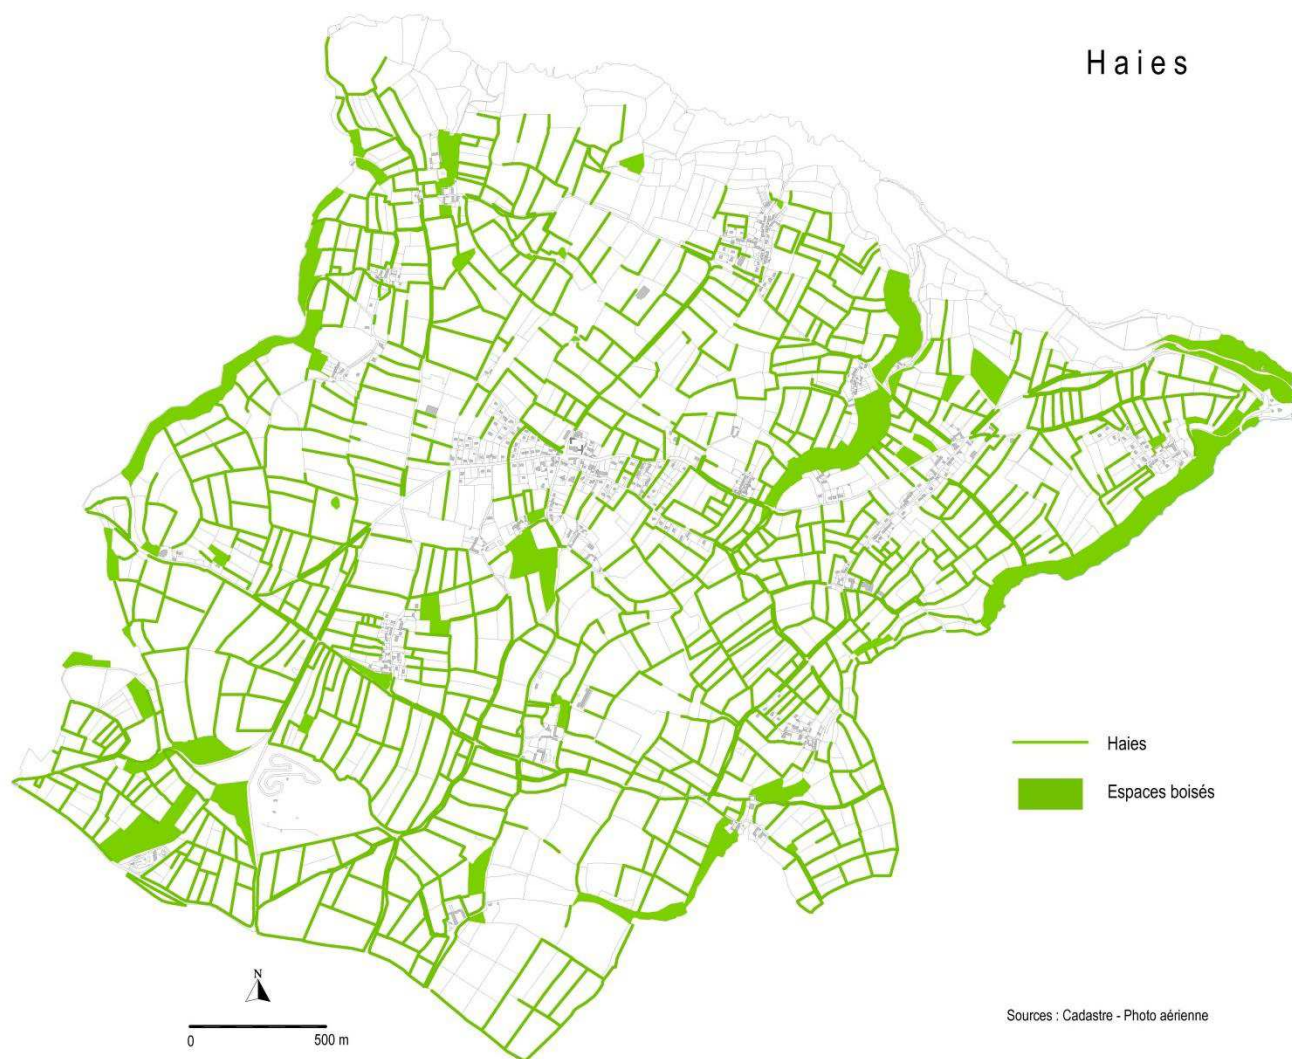 Haies
Haies
Espaces boisés
N
0 500 m
Sources : Cadastre - Photo aérienne